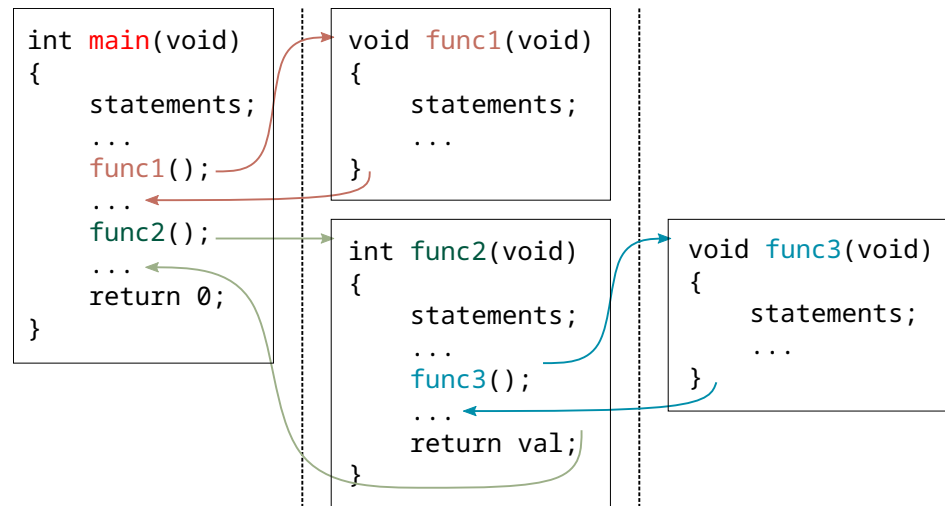 int main(void)
{
    statements;
    ...
    func1();
    ...
    func2();
    ...
    return 0;
}
void func1(void)
{
    statements;
    ...
}
int func2(void)
{
    statements;
    ...
    func3();
    ...
    return val;
}
void func3(void)
{
    statements;
    ...
}